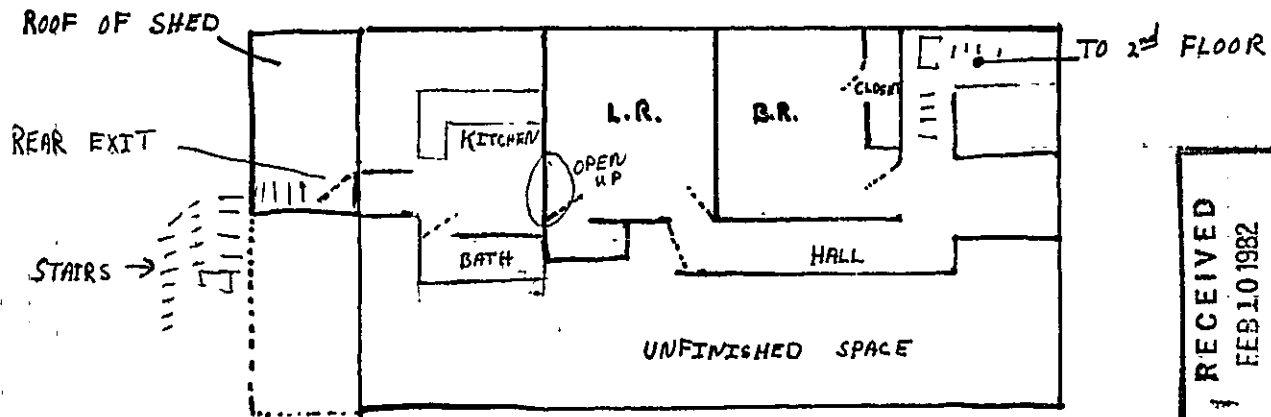 ROOF OF SHED
TO 2nd FLOOR
L.R.
B.R.
CLOSET
KITCHEN
REAR EXIT
OPEN
UP
STAIRS
BATH
HALL
UNFINISHED SPACE
RECEIVED
FEB 10 1982